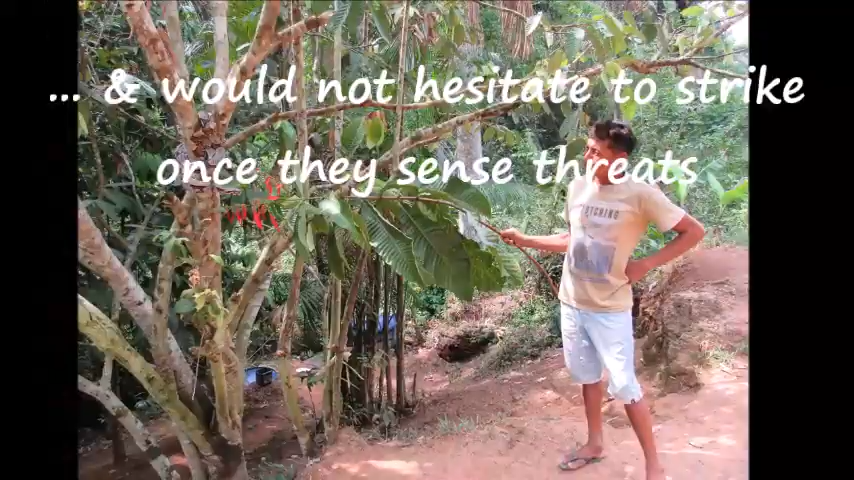 ... & would not hesitate to strike
once they sense threats,